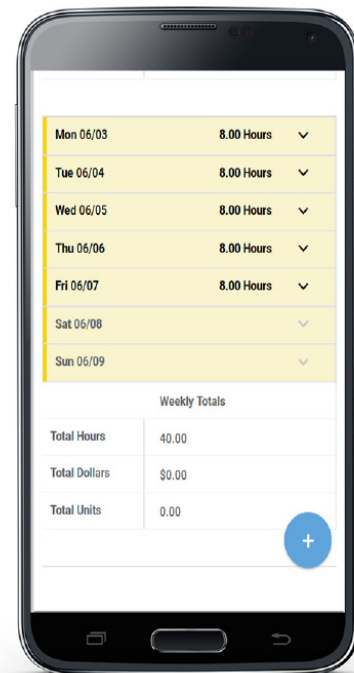 Mon 06/03 8.00 Hours
Tue 06/04 8.00 Hours
Wed 06/05 8.00 Hours
Thu 06/06 8.00 Hours
Fri 06/07 8.00 Hours
Sat 06/08
Sun 06/09
Weekly Totals
Total Hours 40.00
Total Dollars $0.00
Total Units 0.00
+